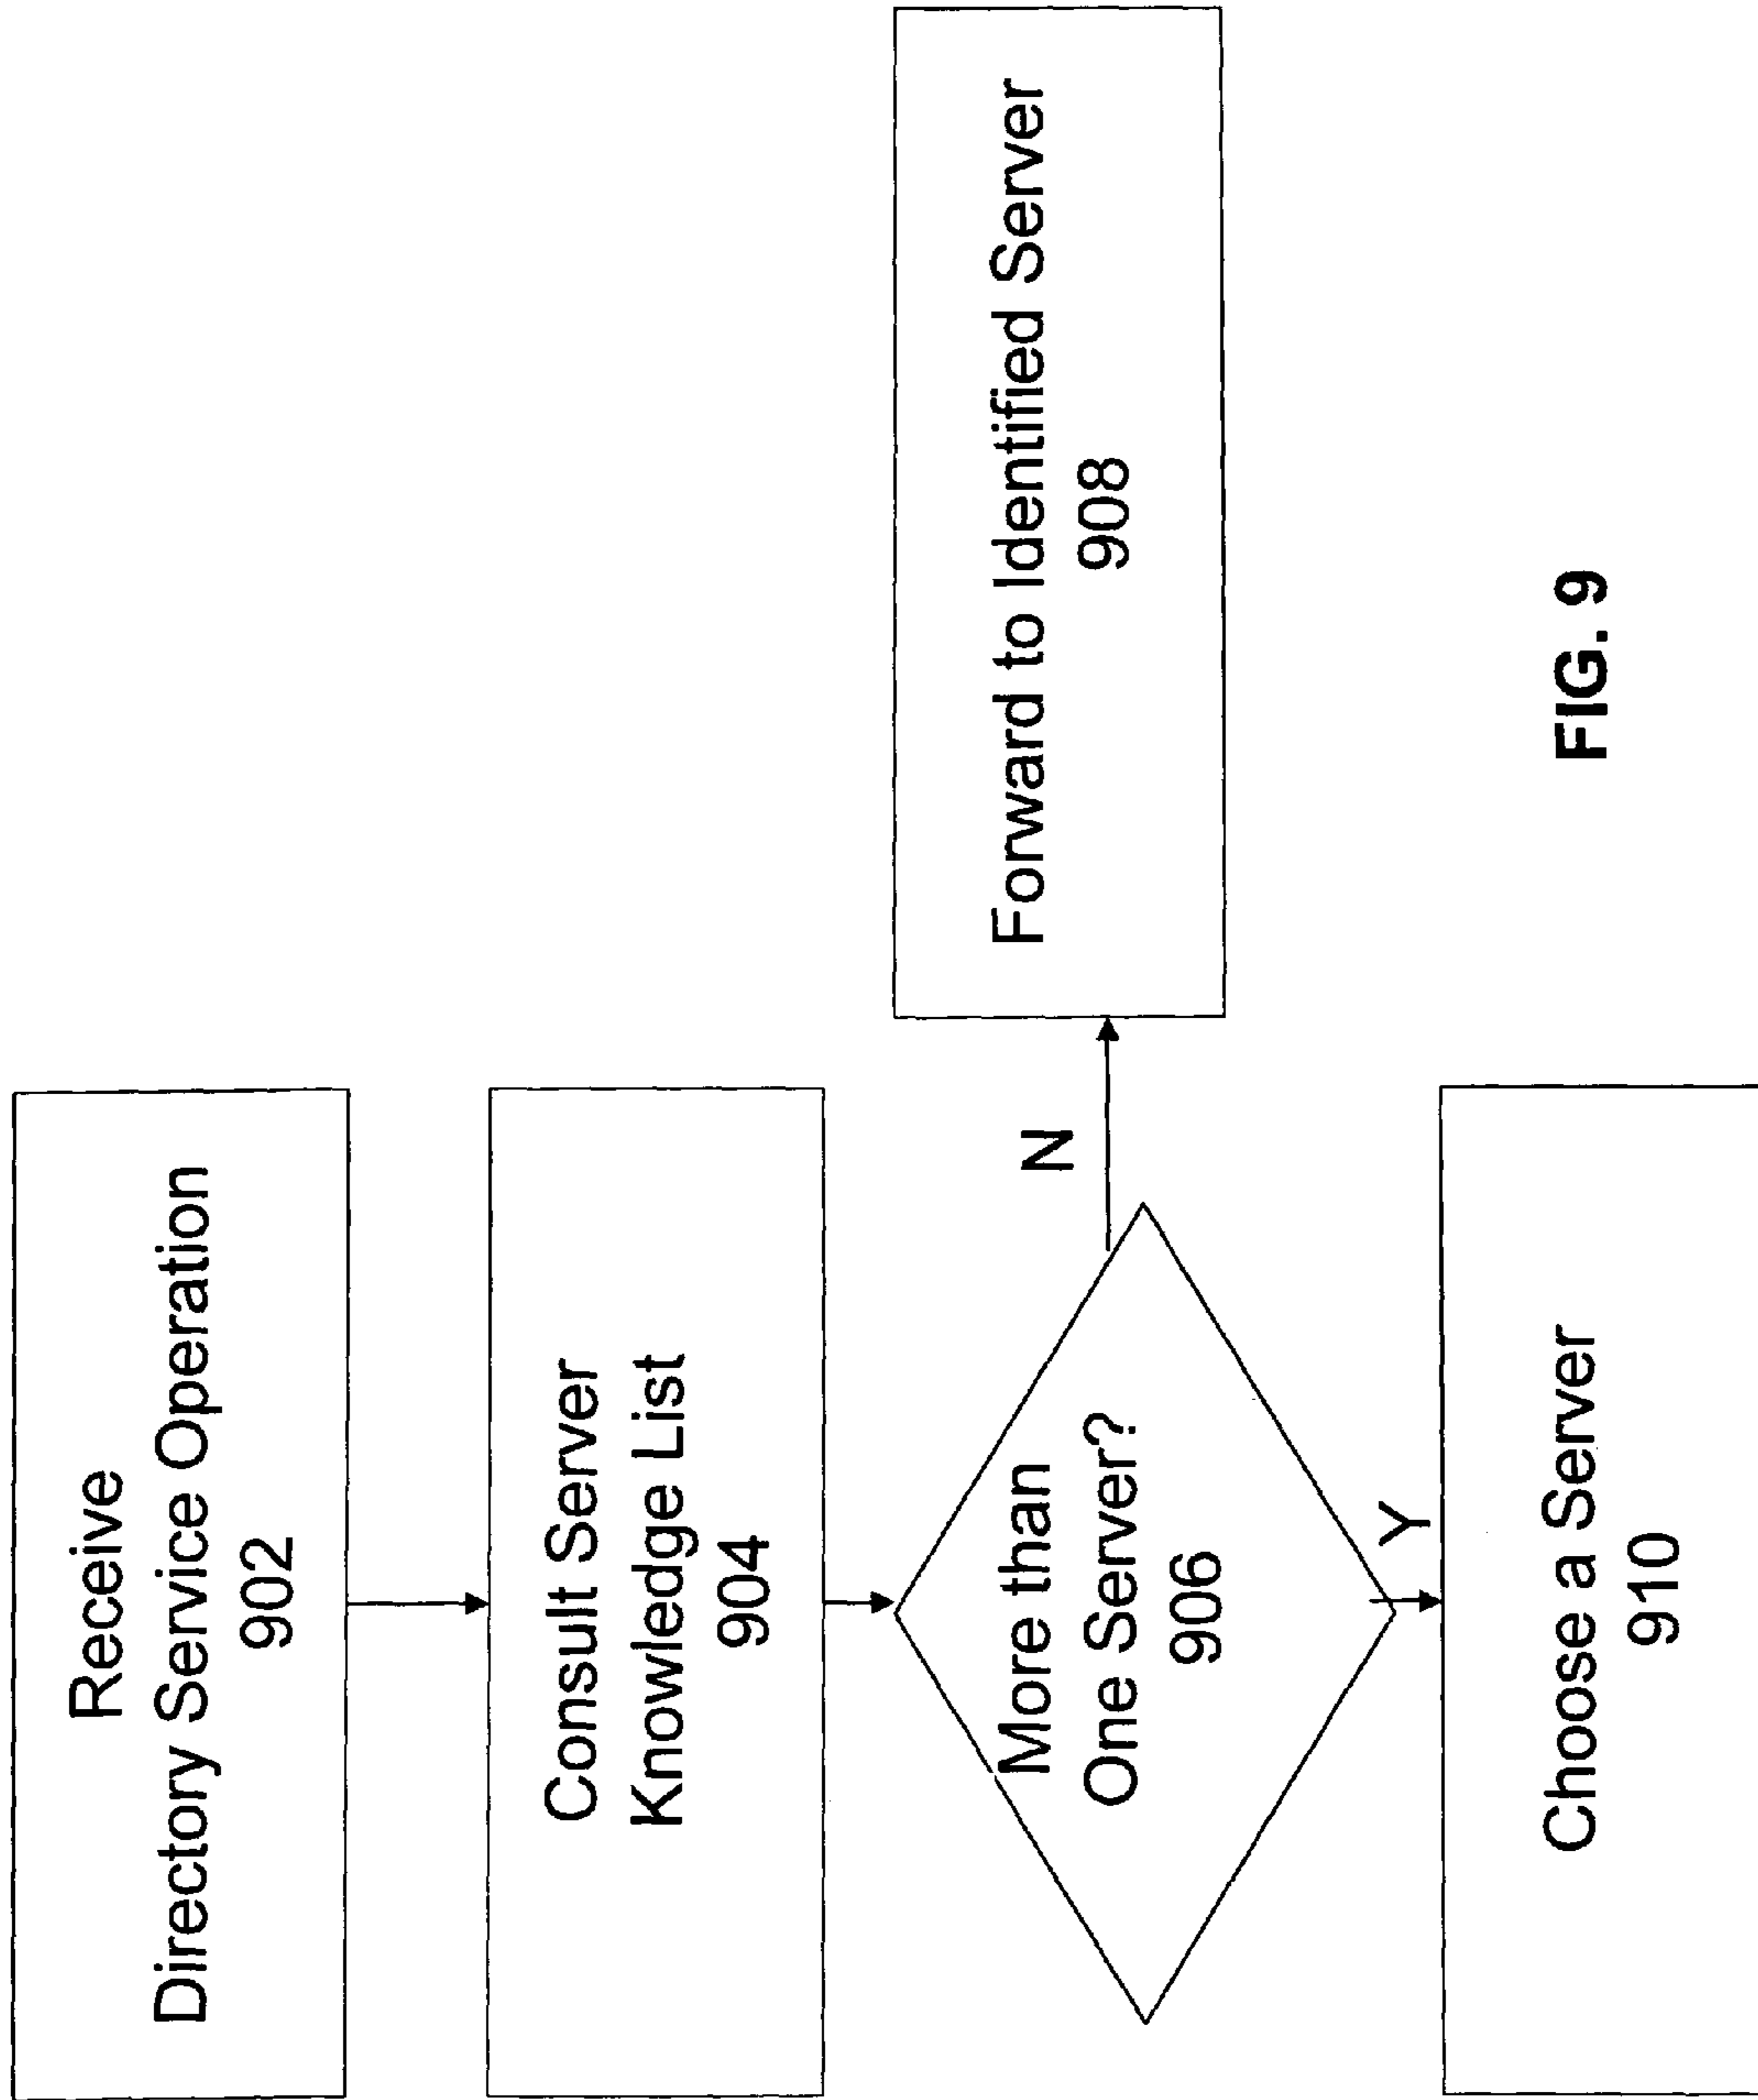 Receive
Directory Service Operation
902
Consult Server
Knowledge List
904
More than
One Server?
906
N
Forward to Identified Server
908
Y
Choose a Server
910
FIG. 9